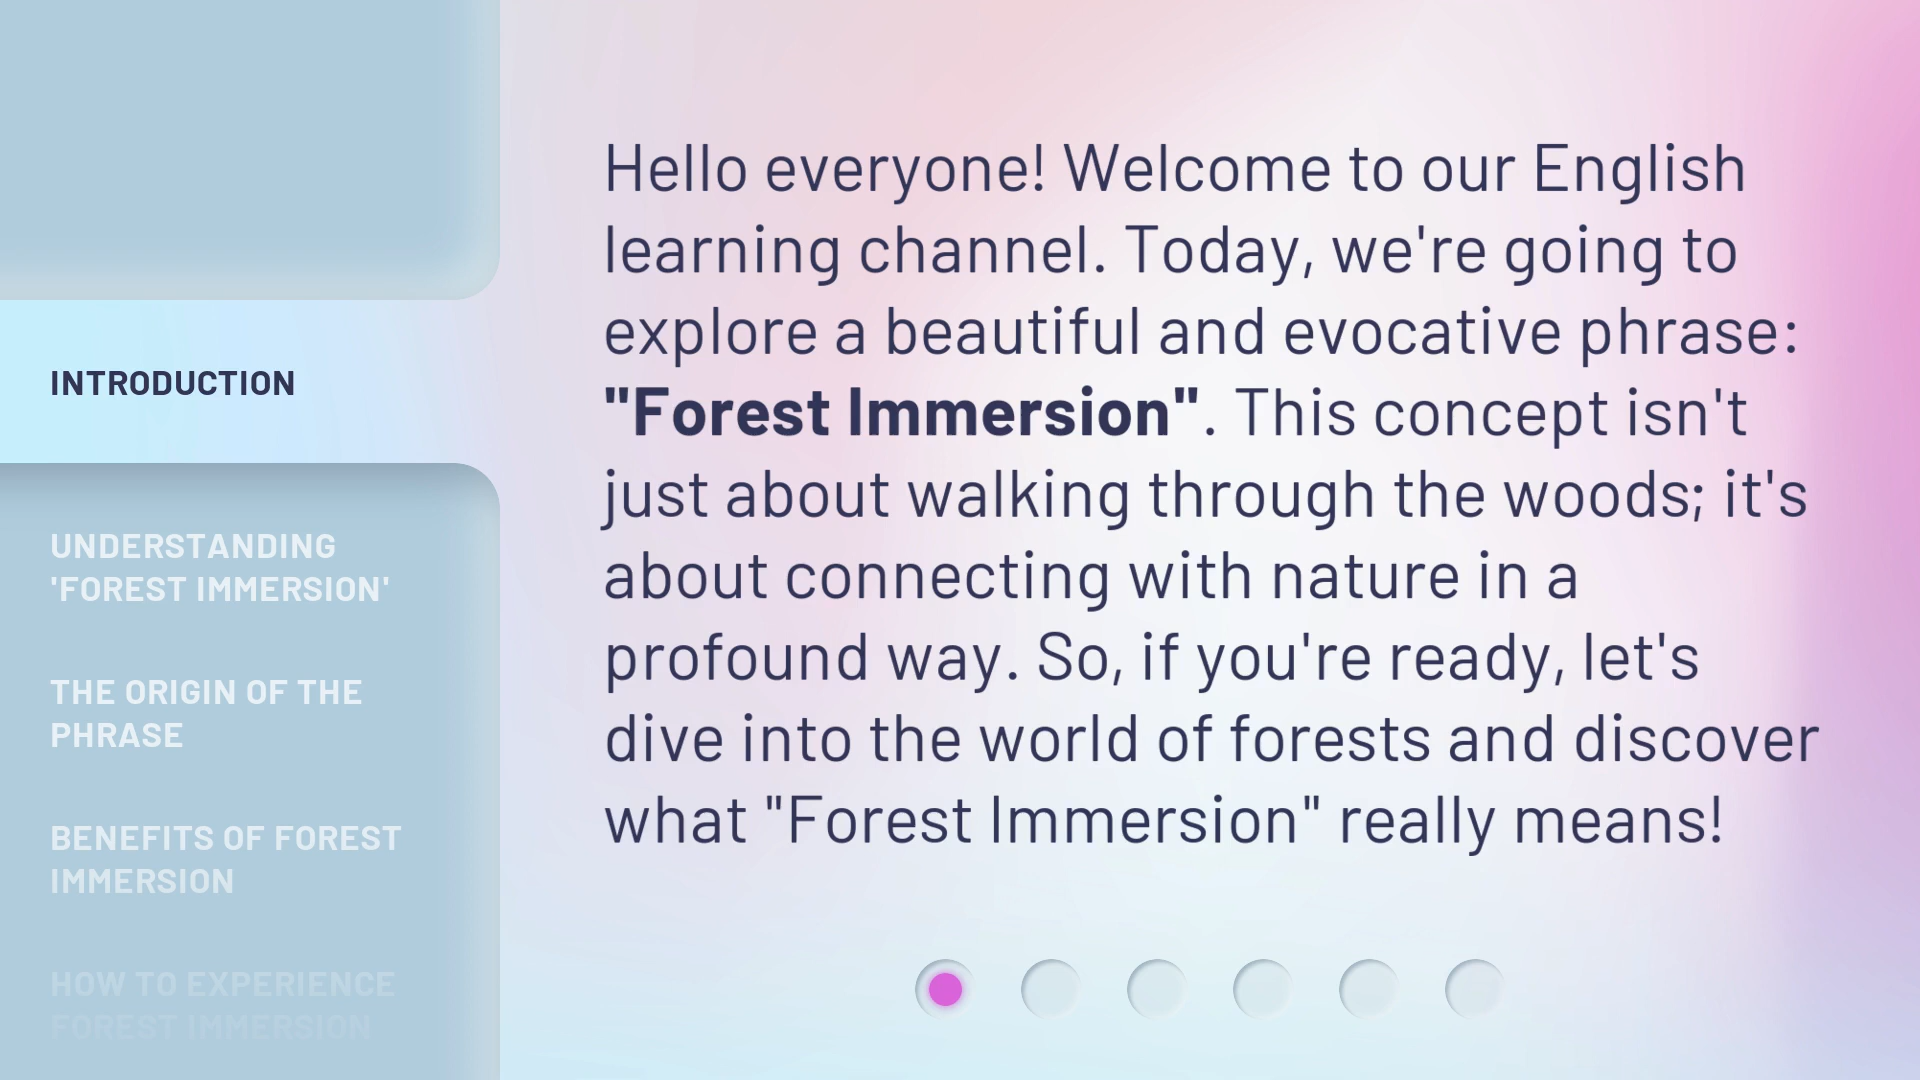 INTRODUCTION
UNDERSTANDING
'FOREST IMMERSION'
THE ORIGIN OF THE
PHRASE
BENEFITS OF FOREST
IMMERSION
HOW TO EXPERIENCE
FOREST IMMERSION
Hello everyone! Welcome to our English
learning channel. Today, we're going to
explore a beautiful and evocative phrase:
"Forest Immersion". This concept isn't
just about walking through the woods; it's
about connecting with nature in a
profound way. So, if you're ready, let's
dive into the world of forests and discover
what "Forest Immersion" really means!